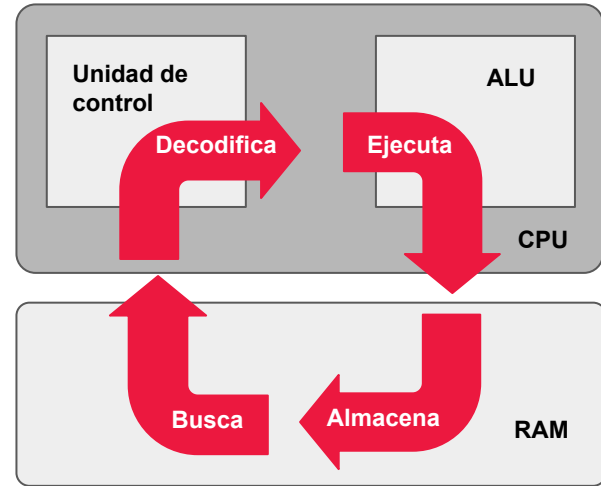 Unidad de
control
ALU
Decodifica
Ejecuta
CPU
Busca
Almacena
RAM